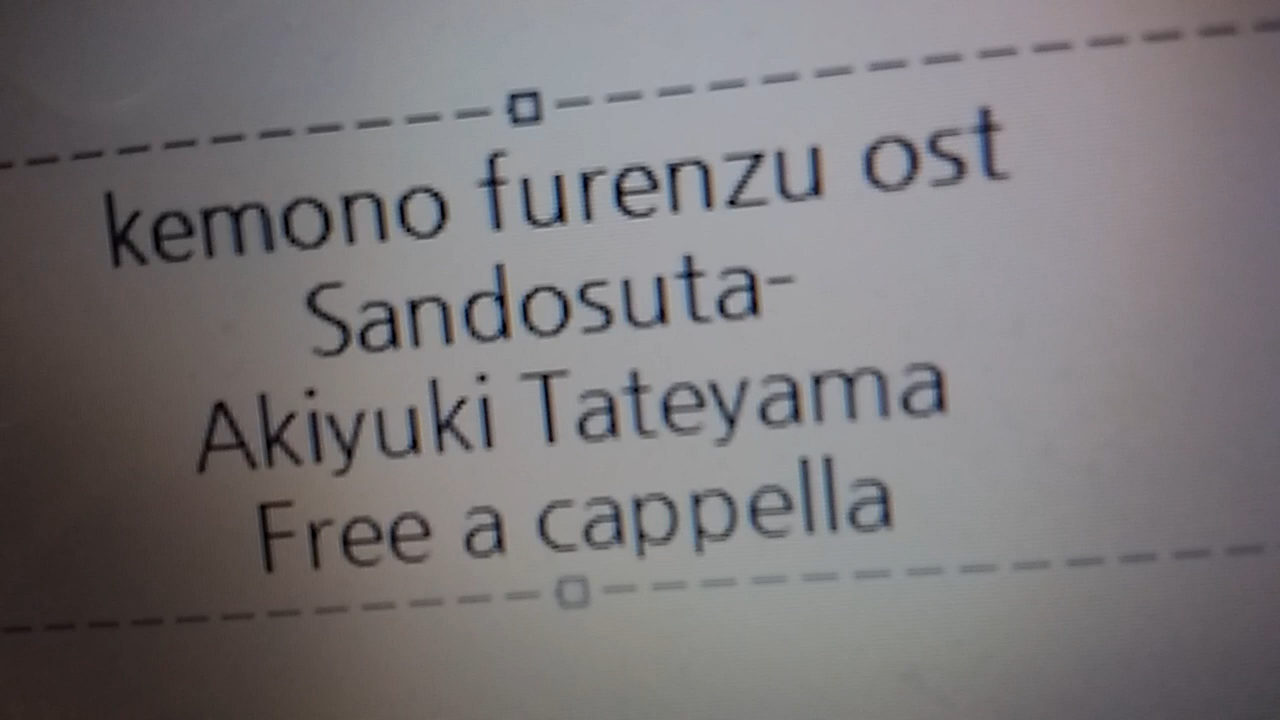 kemono furenzu ost
Sandosuta-
Akiyuki Tateyama
Free a cappella